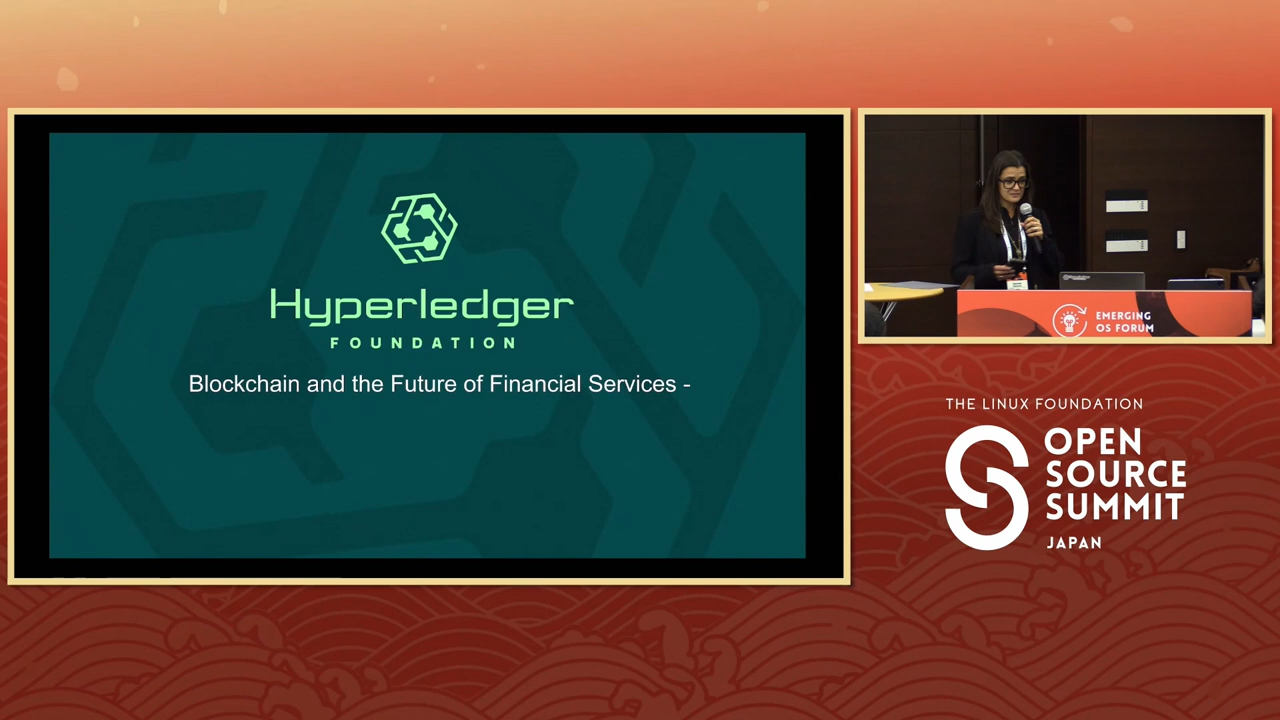 Hyperledger
FOUNDATION
Blockchain and the Future of Financial Services -
EMERGING
OS FORUM
THE LINUX FOUNDATION
OPEN
SOURCE
SUMMIT
JAPAN